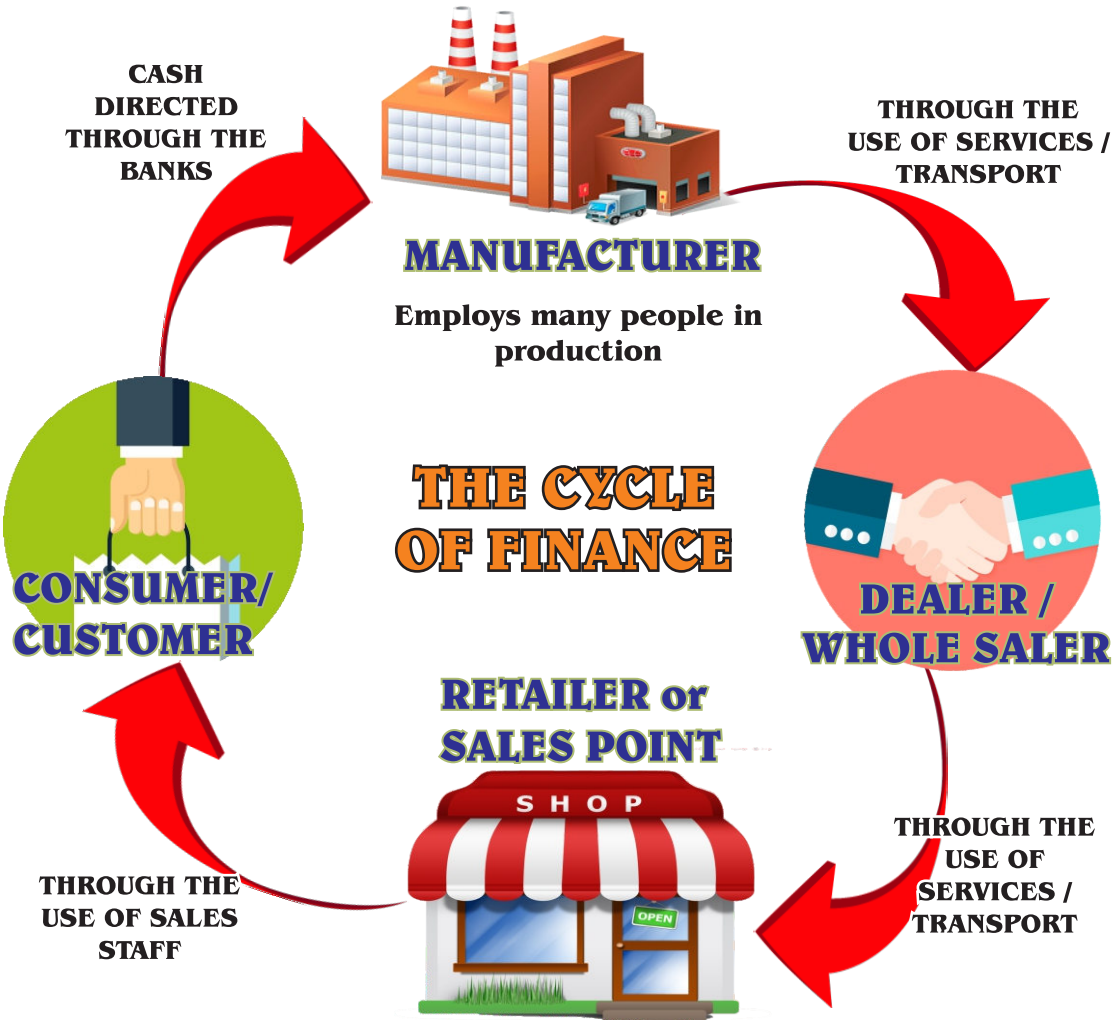 CASH
DIRECTED
THROUGH THE
BANKS
THROUGH THE
USE OF SERVICES /
TRANSPORT
MANUFACTURER
Employs many people in
production
THE CYCLE
OF FINANCE
CONSUMER/
CUSTOMER
DEALER /
WHOLE SALER
RETAILER or
SALES POINT
SHOP
OPEN
THROUGH THE
USE OF
SERVICES /
TRANSPORT
THROUGH THE
USE OF SALES
STAFF